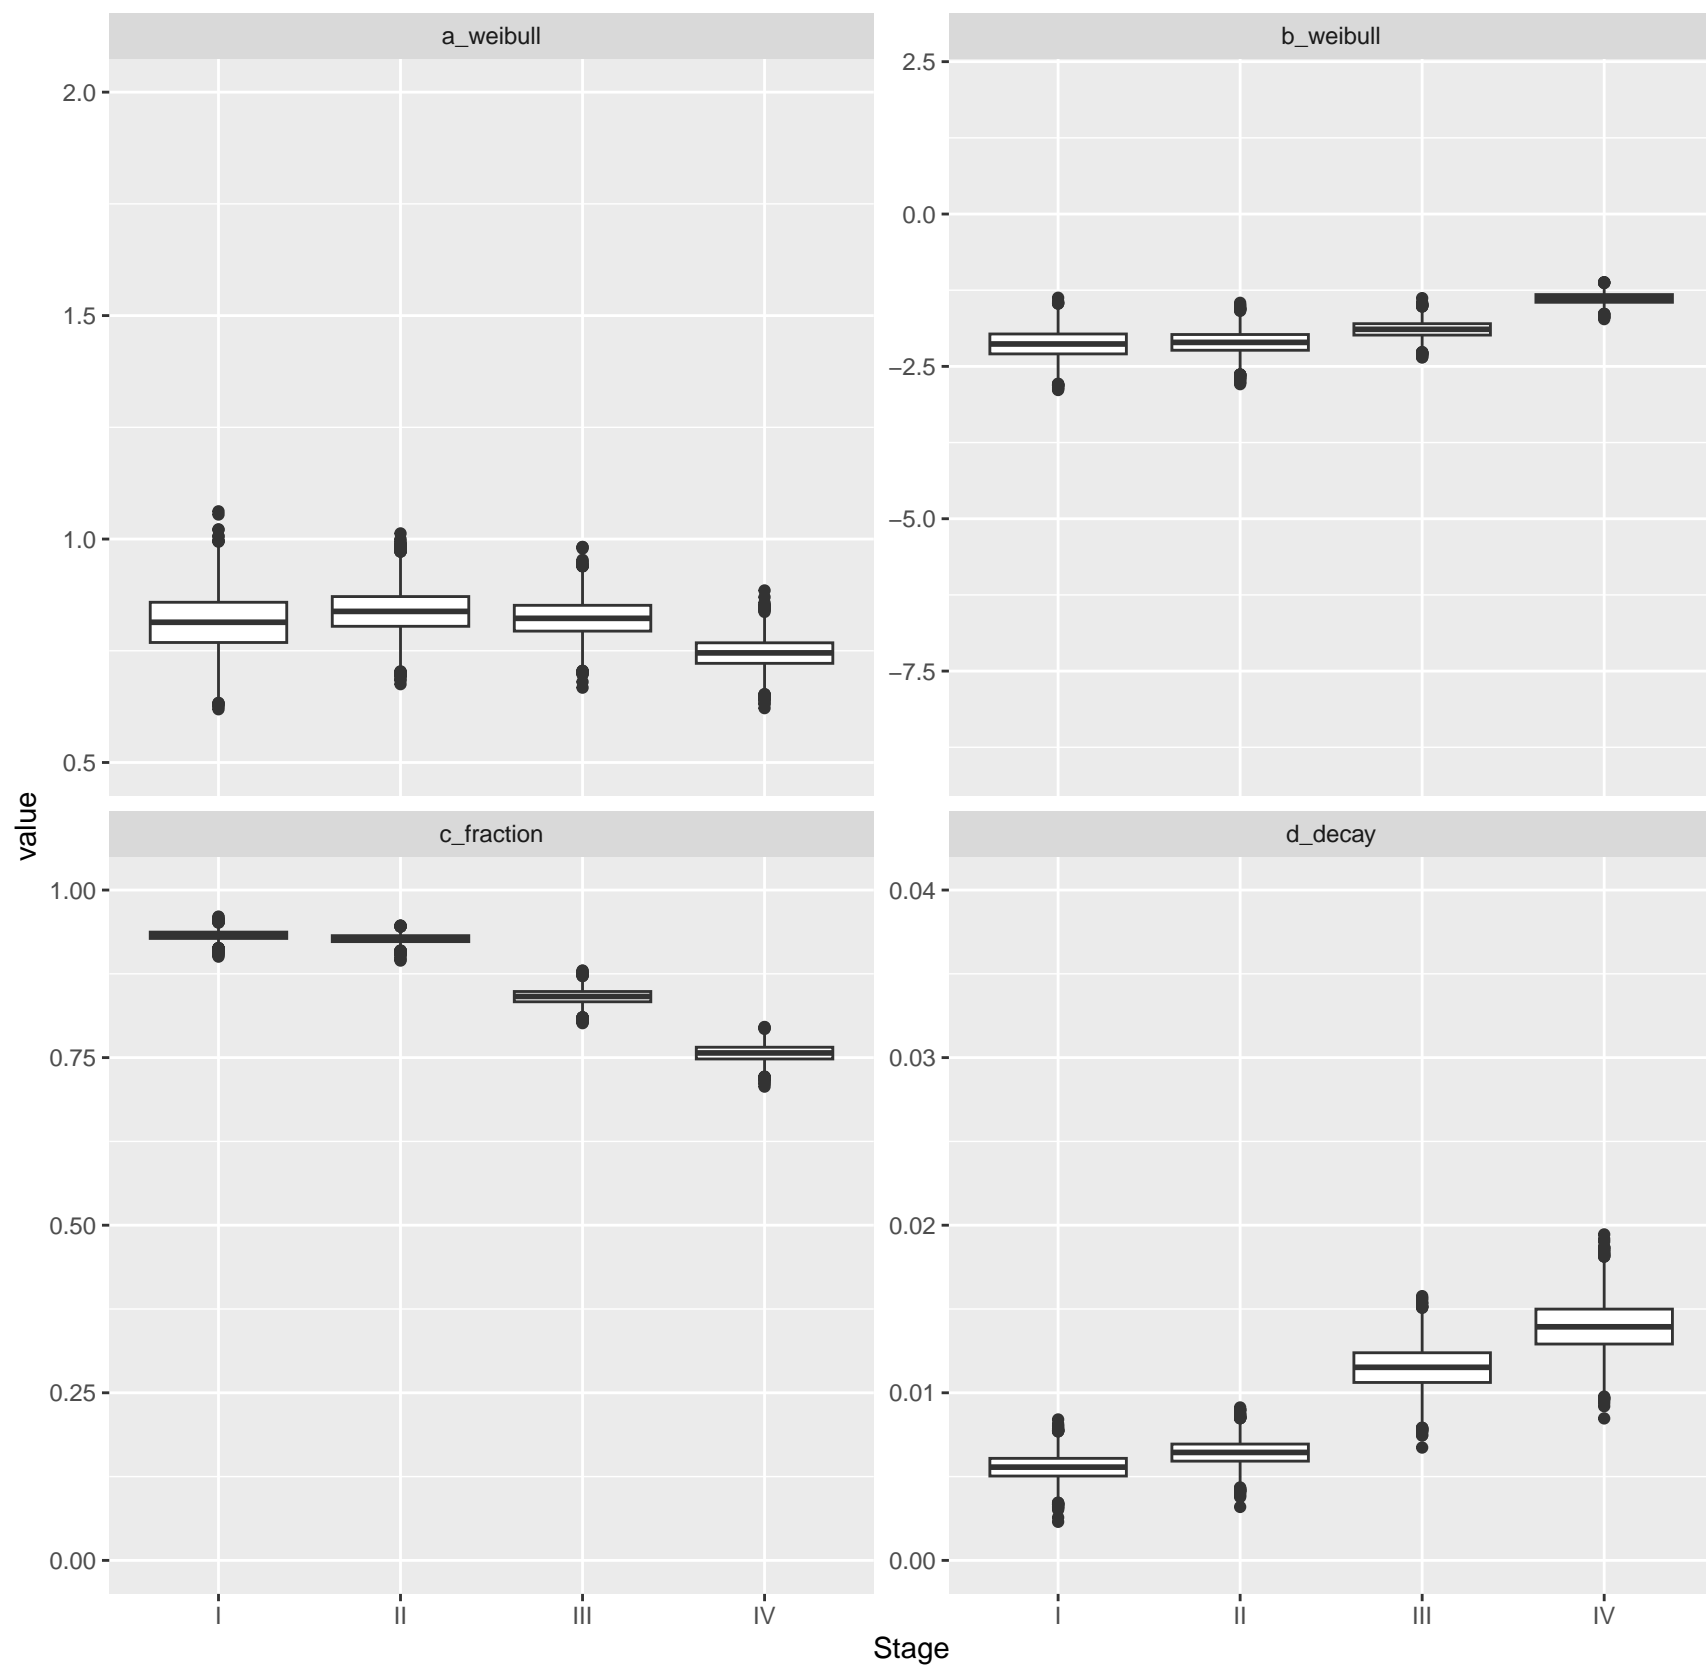 a_weibull
b_weibull
2.0
1.5
1.0
0.5
2.5
0.0
−2.5
−5.0
−7.5
value
c_fraction
d_decay
1.00
0.75
0.50
0.25
0.00
0.04
0.03
0.02
0.01
0.00
I II III IV
I II III IV
Stage